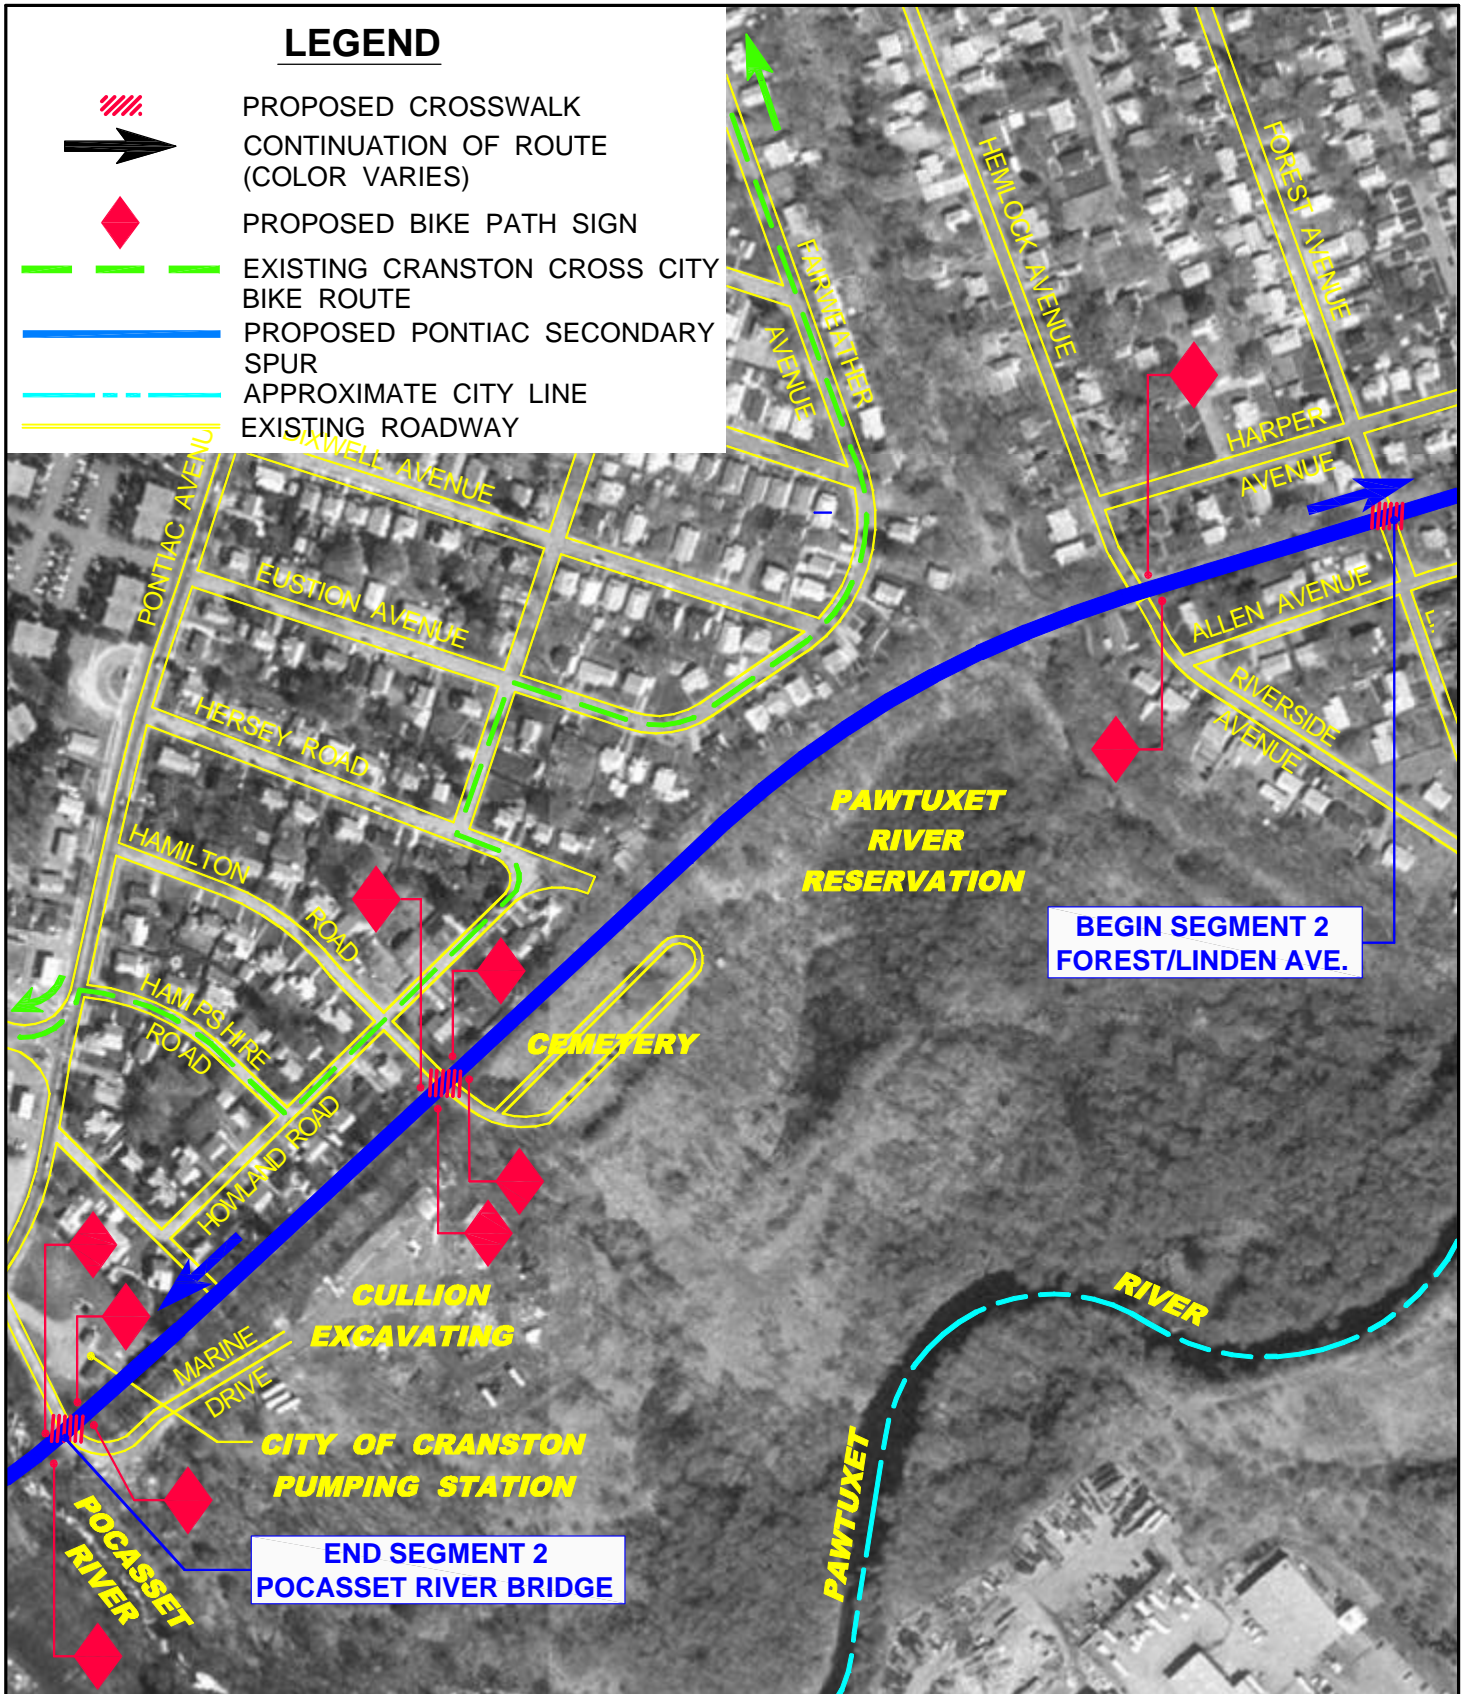 LEGEND
PROPOSED CROSSWALK
CONTINUATION OF ROUTE
(COLOR VARIES)
PROPOSED BIKE PATH SIGN
EXISTING CRANSTON CROSS CITY
BIKE ROUTE
PROPOSED PONTIAC SECONDARY
SPUR
APPROXIMATE CITY LINE
EXISTING ROADWAY
HEMLOCK AVENUE
FOREST AVENUE
FAIRWEATHER
AVENUE
HARPER
AVENUE
DIXWELL AVENUE
PONTIAC AVENU
EUSTION AVENUE
ALLEN AVENUE
HERSEY ROAD
RIVERSIDE
AVENUE
HAMILTON
ROAD
PAWTUXET
RIVER
RESERVATION
BEGIN SEGMENT 2
FOREST/LINDEN AVE.
HAMPSHIRE
ROAD
CEMETERY
HOWLAND ROAD
CULLION
EXCAVATING
RIVER
MARINE
DRIVE
CITY OF CRANSTON
PUMPING STATION
PAWTUXET
POCASSET
RIVER
END SEGMENT 2
POCASSET RIVER BRIDGE